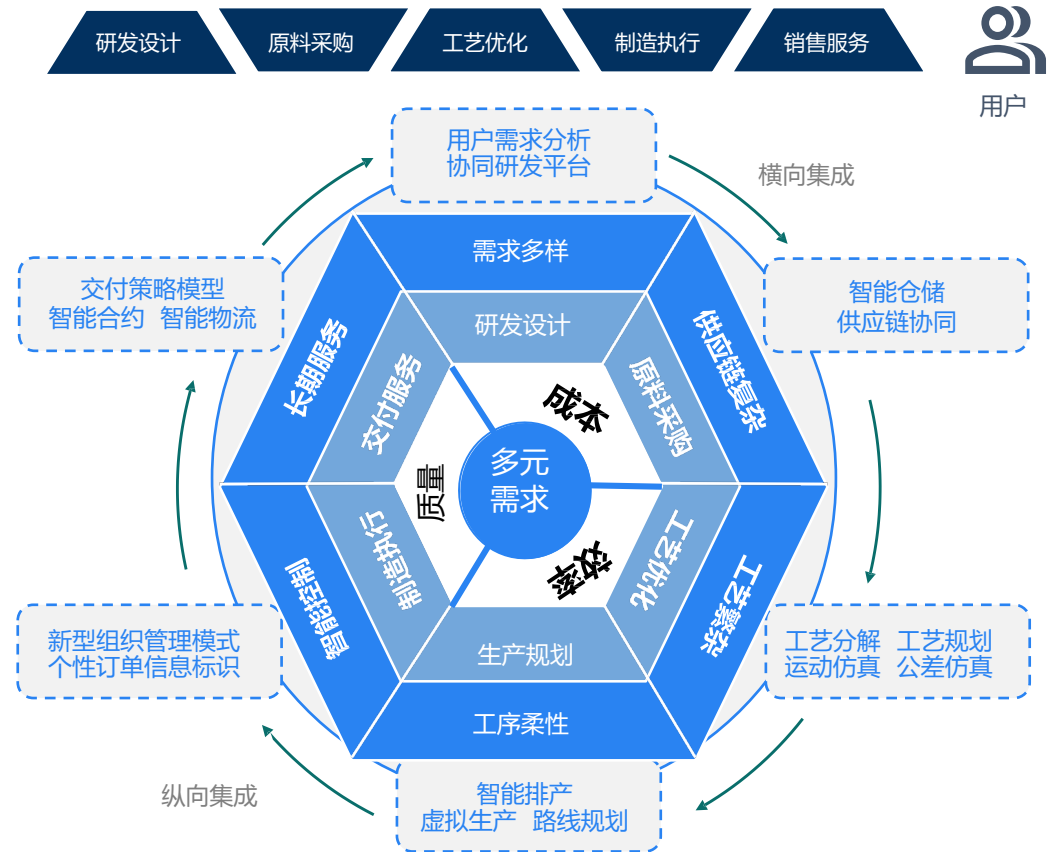 研发设计
原料采购
工艺优化
制造执行
销售服务
用户
用户需求分析
协同研发平台
横向集成
交付策略模型
智能合约 智能物流
智能仓储
供应链协同
需求多样
研发设计
长期服务
交付服务
供应链复杂
原料采购
成本
质量
效率
多元
需求
智能控制
制造执行
工艺优化
工艺繁杂
生产规划
工序柔性
新型组织管理模式
个性订单信息标识
工艺分解 工艺规划
运动仿真 公差仿真
纵向集成
智能排产
虚拟生产 路线规划